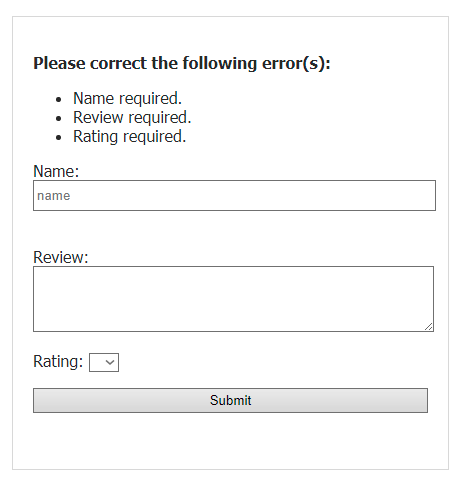 Please correct the following error(s):
• Name required.
• Review required.
• Rating required.
Name:
name
Review:
Rating:
Submit